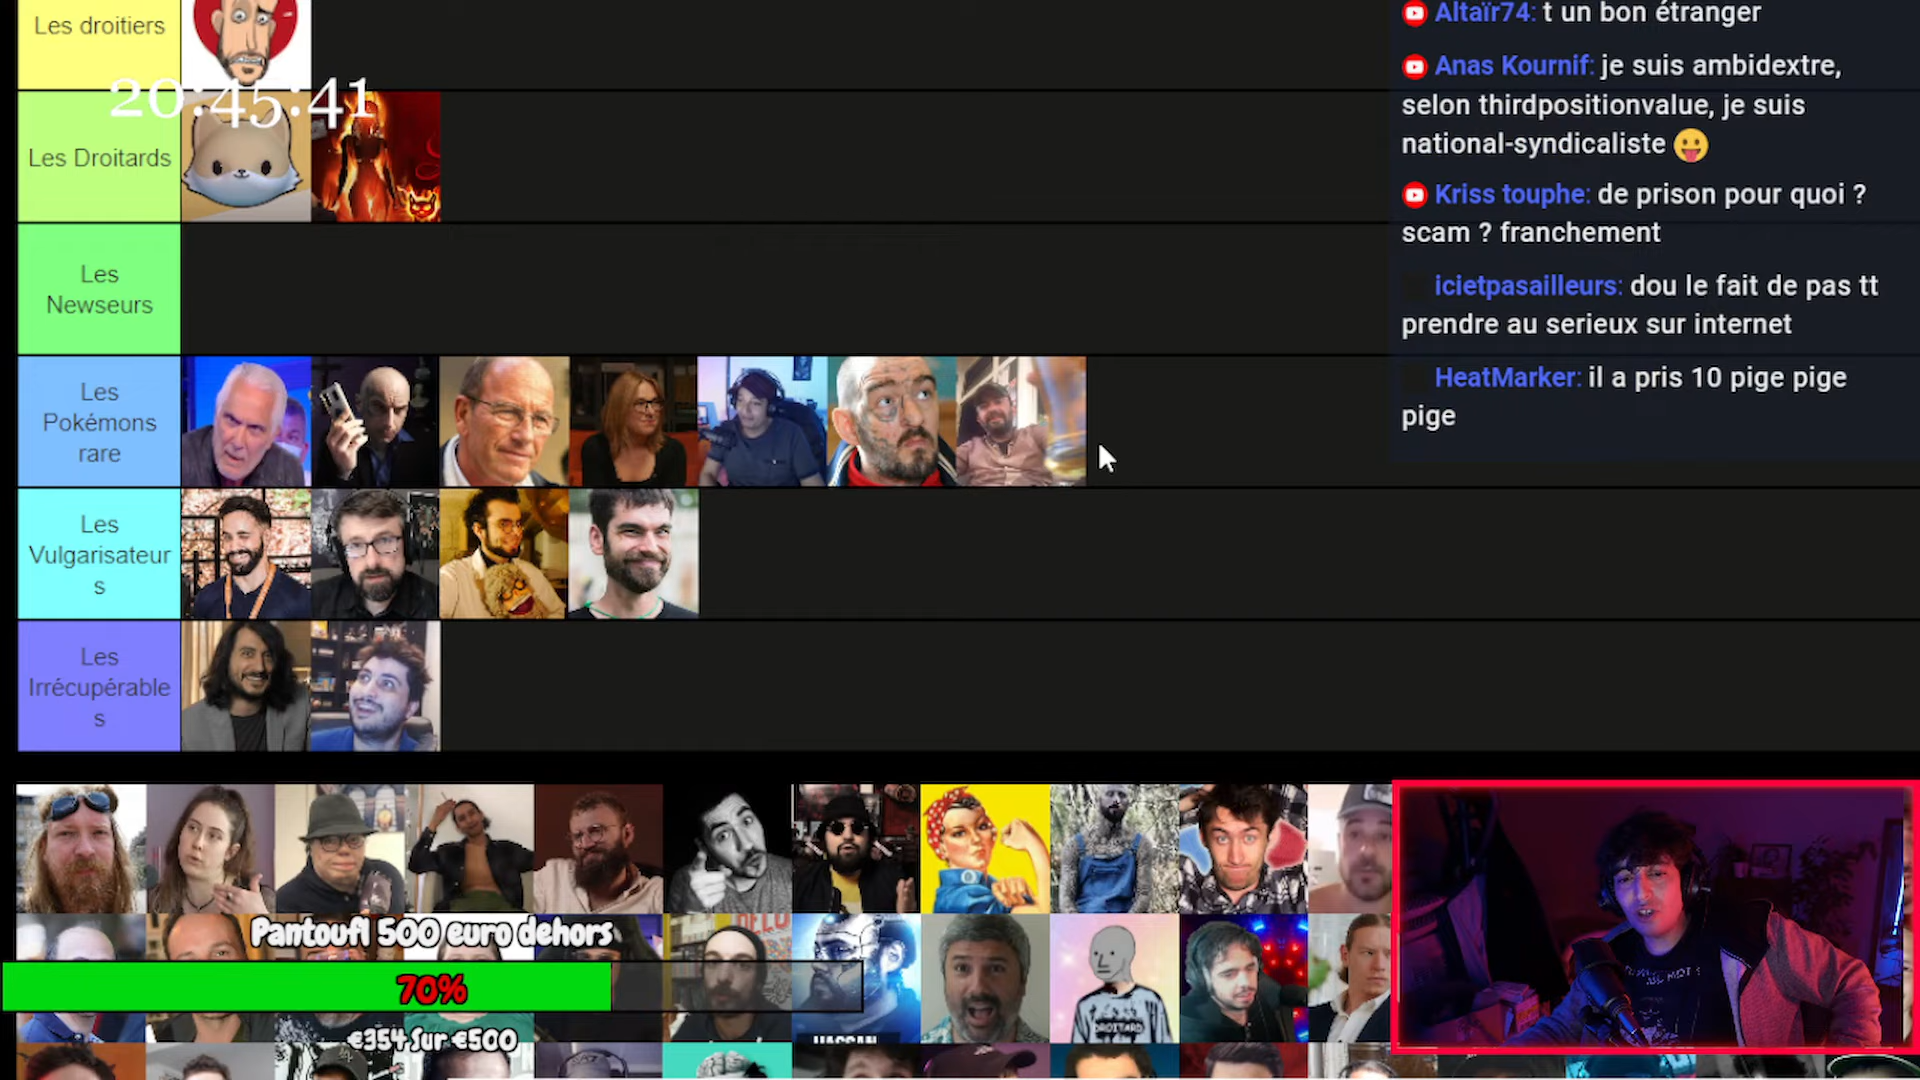 Les droitiers
20:45:41
Les Droitards
Les
Newseurs
Les
Pokémons
rare
Les
Vulgarisateur
s
Les
Irrécupérable
s
Altaïr74: t un bon étranger
Anas Kournif: je suis ambidextre,
selon thirdpositionvalue, je suis
national-syndicaliste 😛
Kriss touphe: de prison pour quoi ?
scam ? franchement
icietpasailleurs: dou le fait de pas tt
prendre au serieux sur internet
HeatMarker: il a pris 10 pige pige
pige
Pantoufl 500 euro dehors
70%
€354 Sur €500
HASSAN
DROITARD